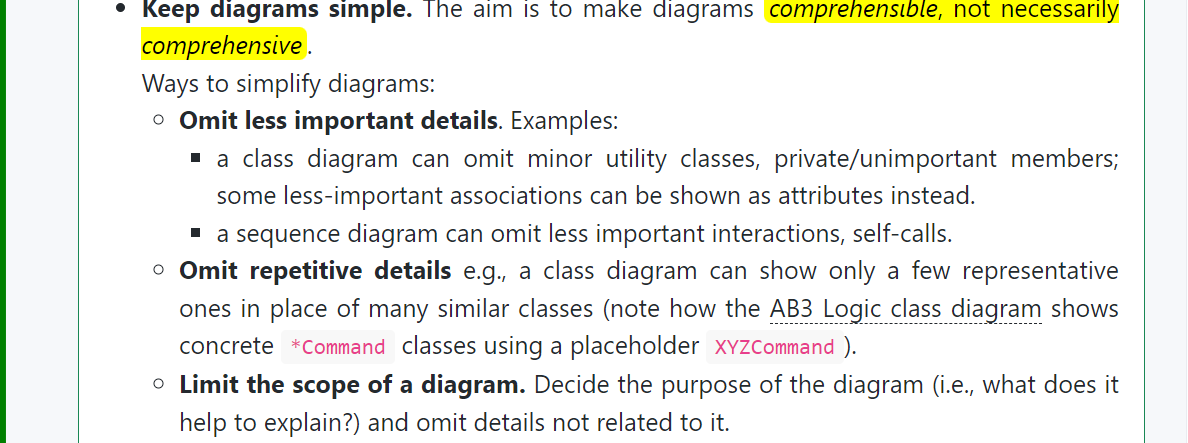 • Keep diagrams simple. The aim is to make diagrams comprehensible, not necessarily
comprehensive.
Ways to simplify diagrams:
○ Omit less important details. Examples:
▪ a class diagram can omit minor utility classes, private/unimportant members;
some less-important associations can be shown as attributes instead.
▪ a sequence diagram can omit less important interactions, self-calls.
○ Omit repetitive details e.g., a class diagram can show only a few representative
ones in place of many similar classes (note how the AB3 Logic class diagram shows
concrete *Command classes using a placeholder XYZCommand ).
○ Limit the scope of a diagram. Decide the purpose of the diagram (i.e., what does it
help to explain?) and omit details not related to it.